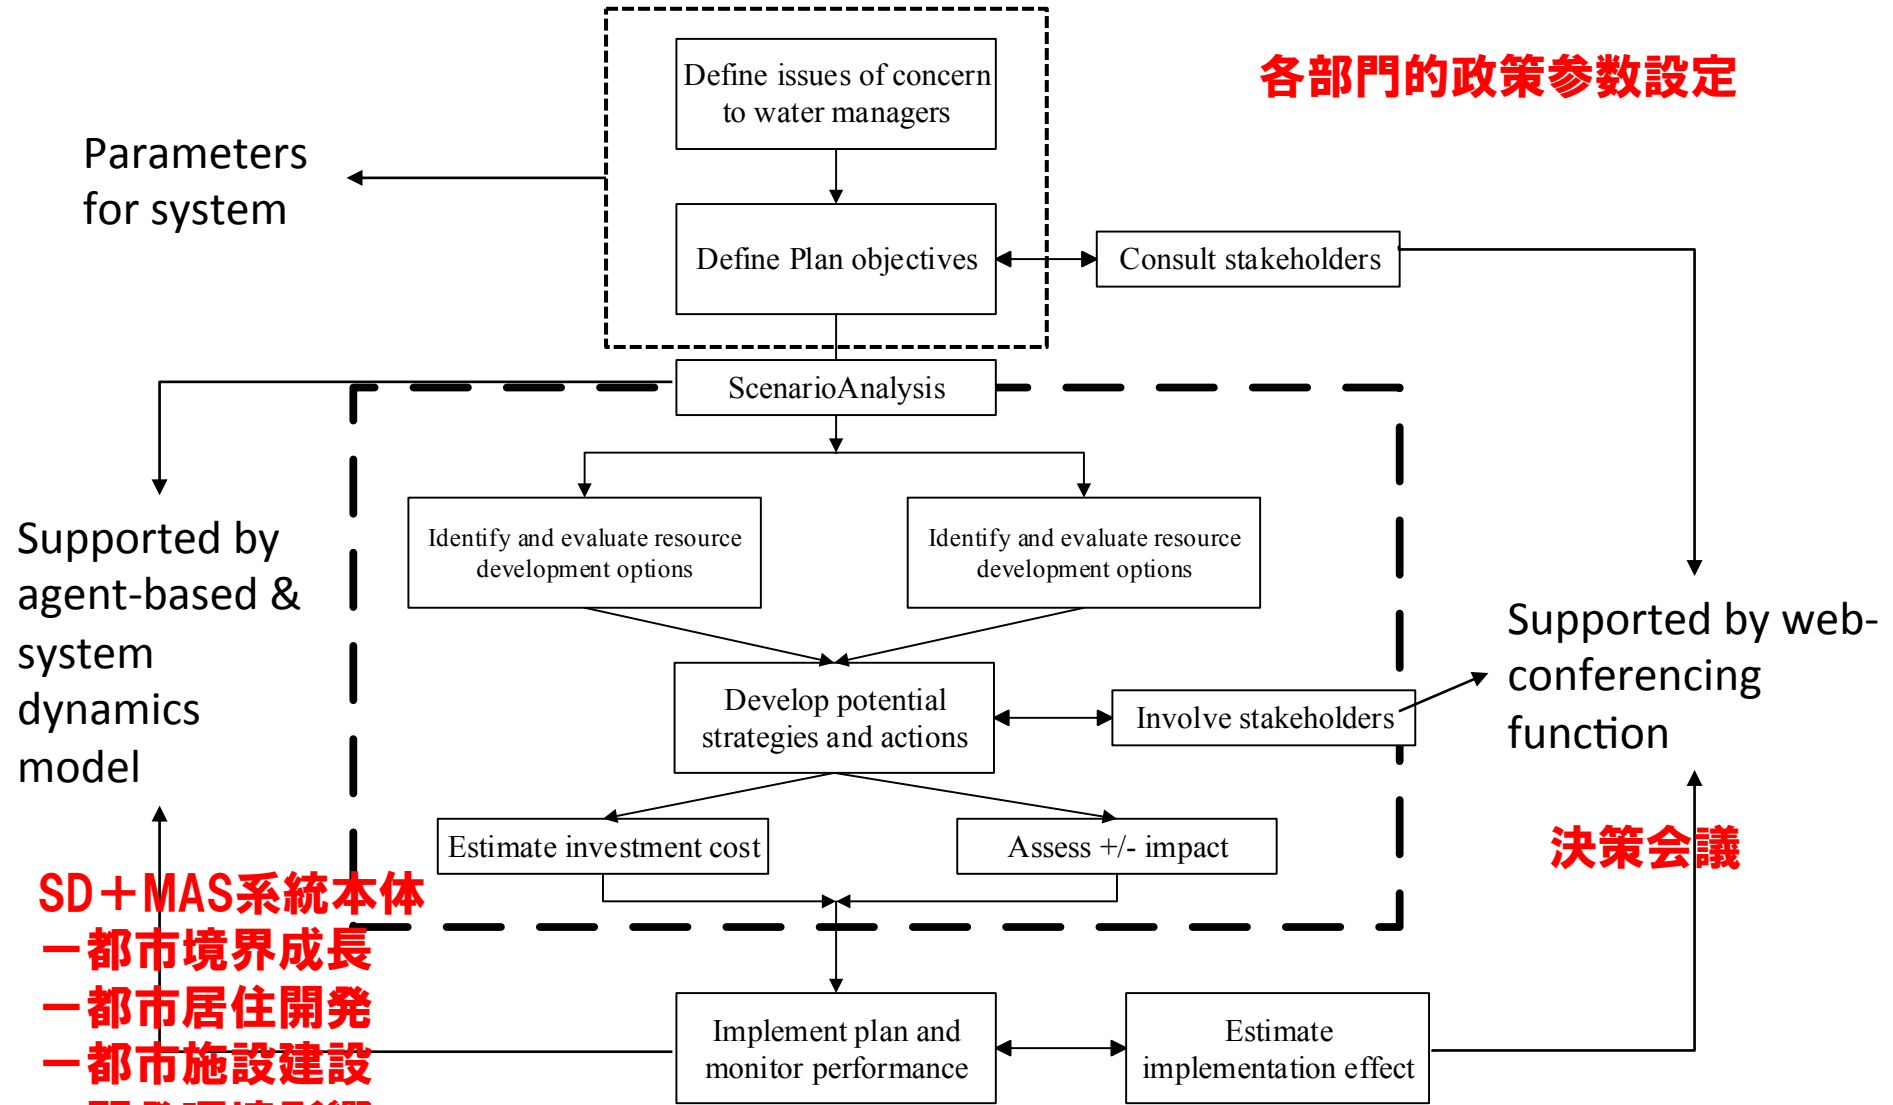 Define issues of concern
to water managers
各部門的政策参数設定
Parameters
for system
Define Plan objectives
Consult stakeholders
ScenarioAnalysis
Identify and evaluate resource
development options
Identify and evaluate resource
development options
Supported by
agent-based &
system
dynamics
model
Supported by web-
conferencing
function
Develop potential
strategies and actions
Involve stakeholders
Estimate investment cost
Assess +/- impact
決策会議
SD＋MAS系統本体
－都市境界成長
－都市居住開発
－都市施設建設
Implement plan and
monitor performance
Estimate
implementation effect